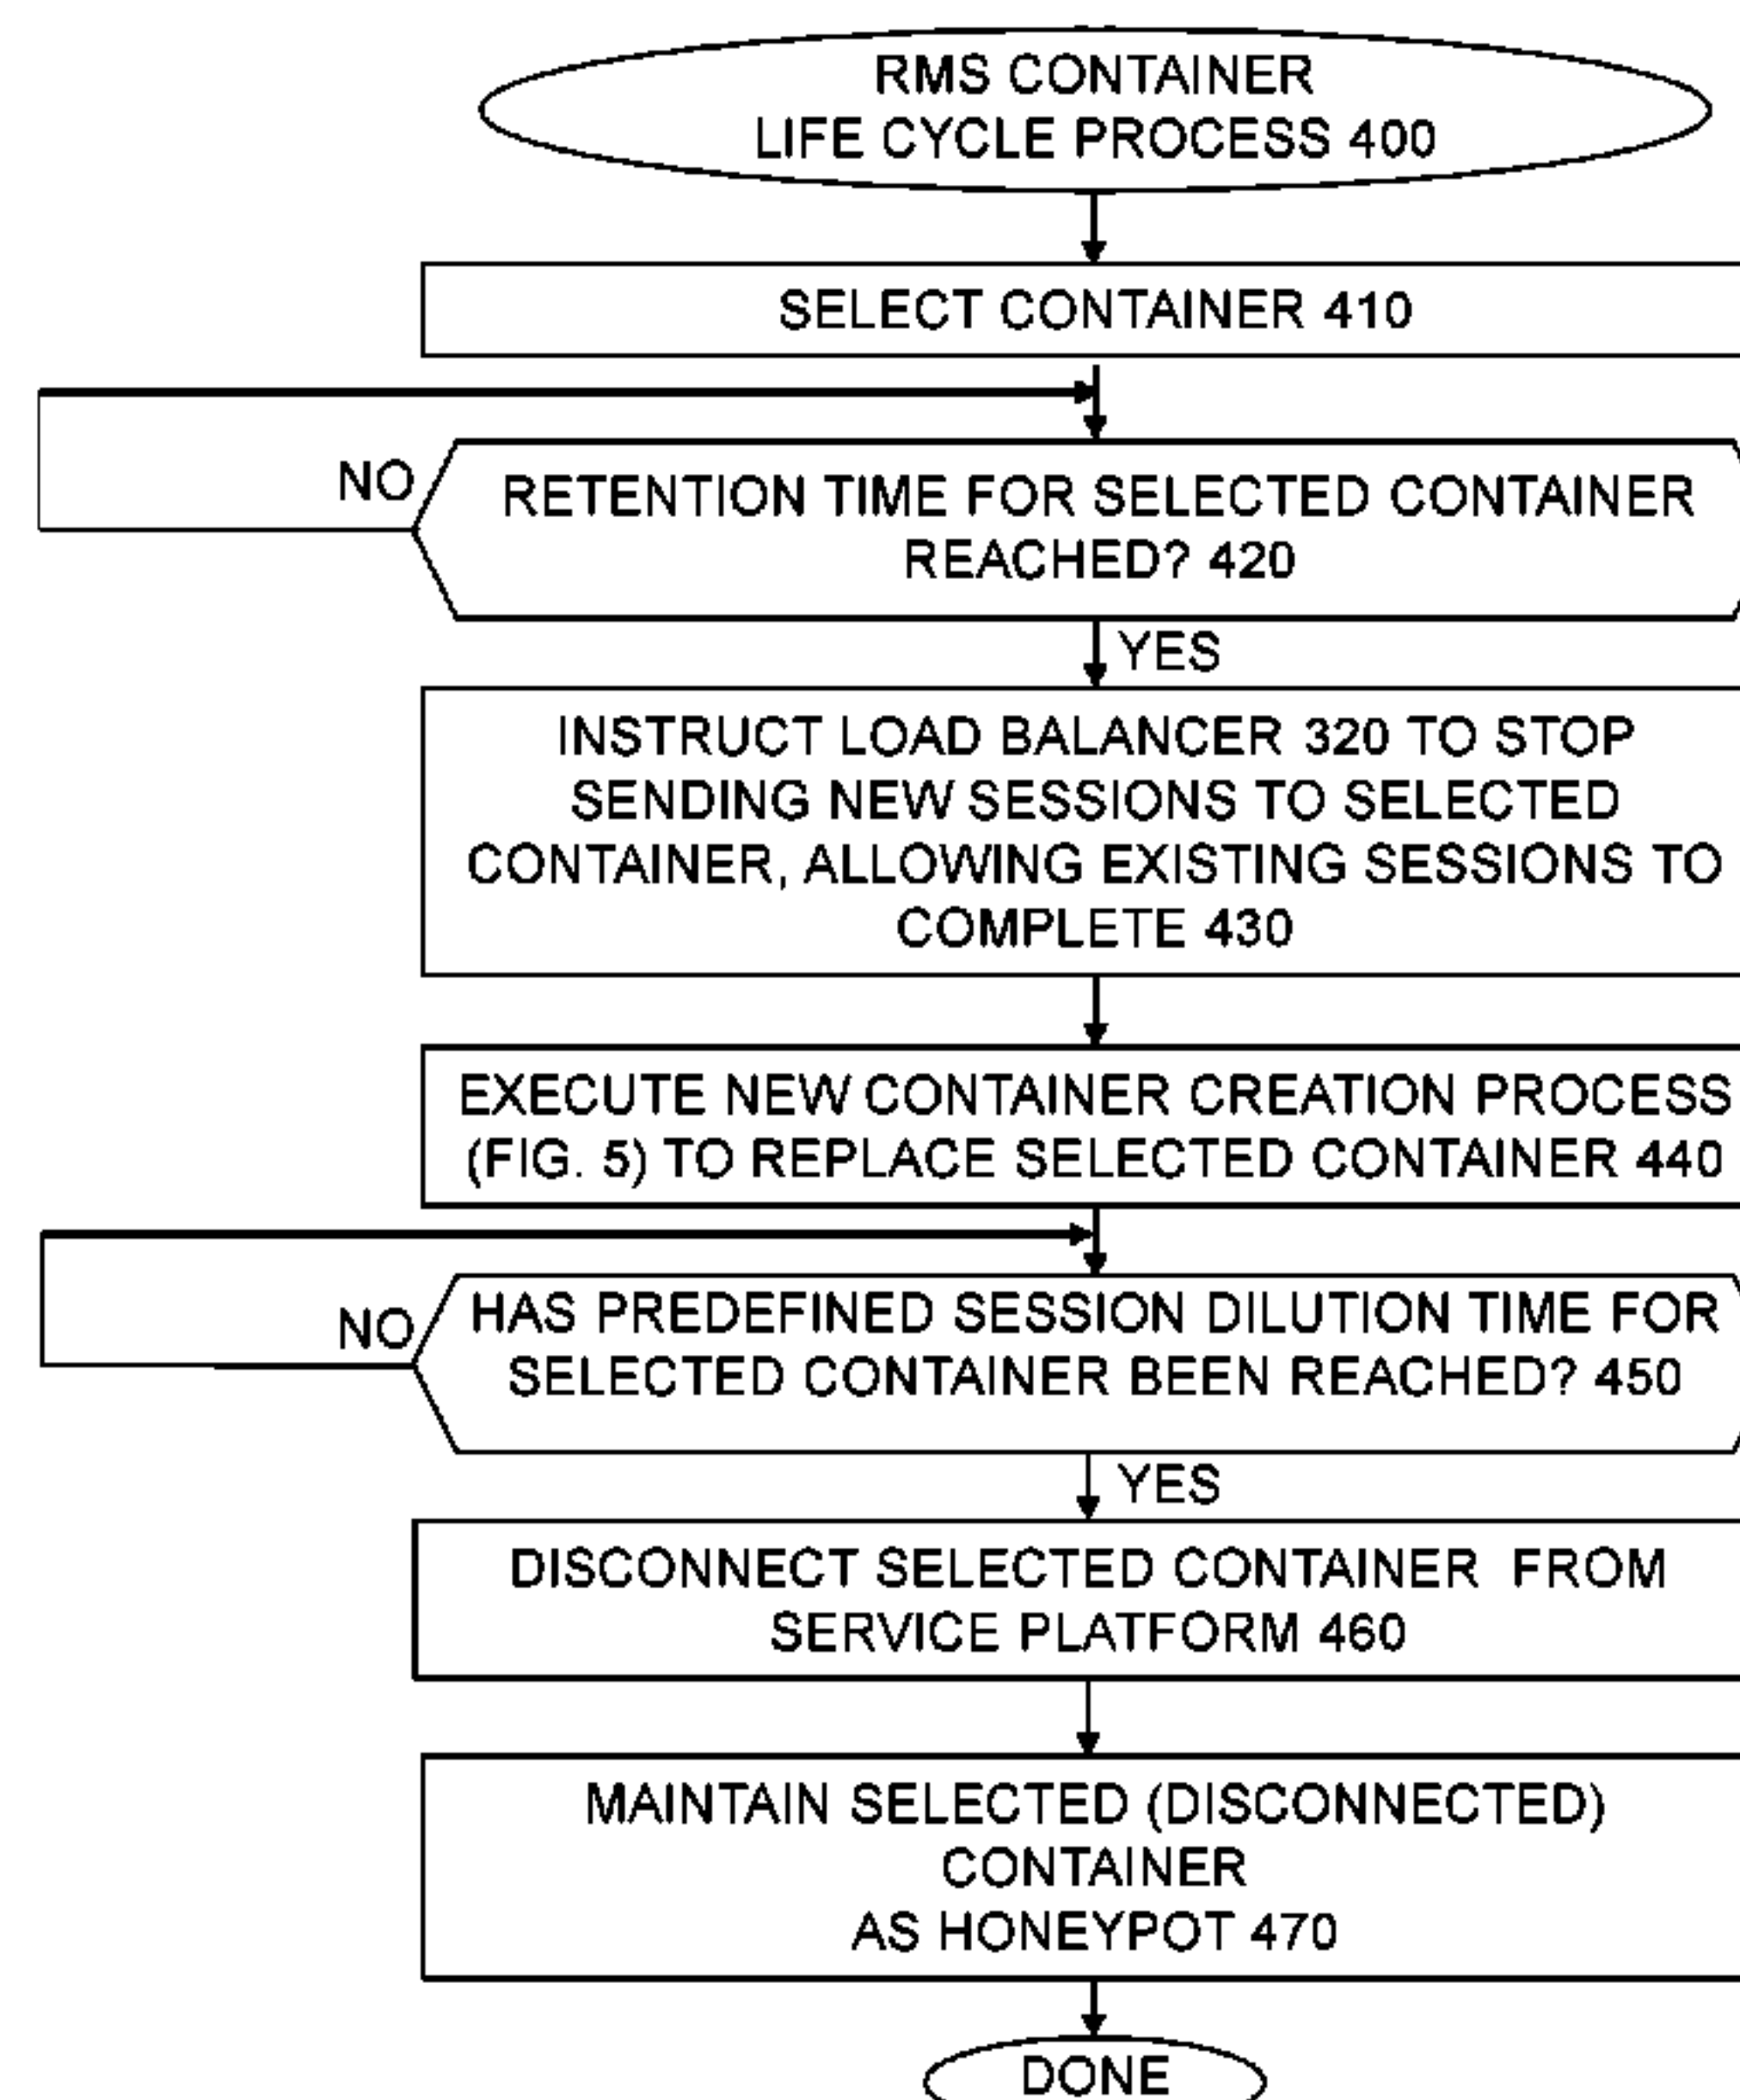 RMS CONTAINER
LIFE CYCLE PROCESS 400
SELECT CONTAINER 410
NO
RETENTION TIME FOR SELECTED CONTAINER
REACHED? 420
YES
INSTRUCT LOAD BALANCER 320 TO STOP
SENDING NEW SESSIONS TO SELECTED
CONTAINER, ALLOWING EXISTING SESSIONS TO
COMPLETE 430
EXECUTE NEW CONTAINER CREATION PROCESS
(FIG. 5) TO REPLACE SELECTED CONTAINER 440
NO
HAS PREDEFINED SESSION DILUTION TIME FOR
SELECTED CONTAINER BEEN REACHED? 450
YES
DISCONNECT SELECTED CONTAINER FROM
SERVICE PLATFORM 460
MAINTAIN SELECTED (DISCONNECTED)
CONTAINER
AS HONEYPOT 470
DONE